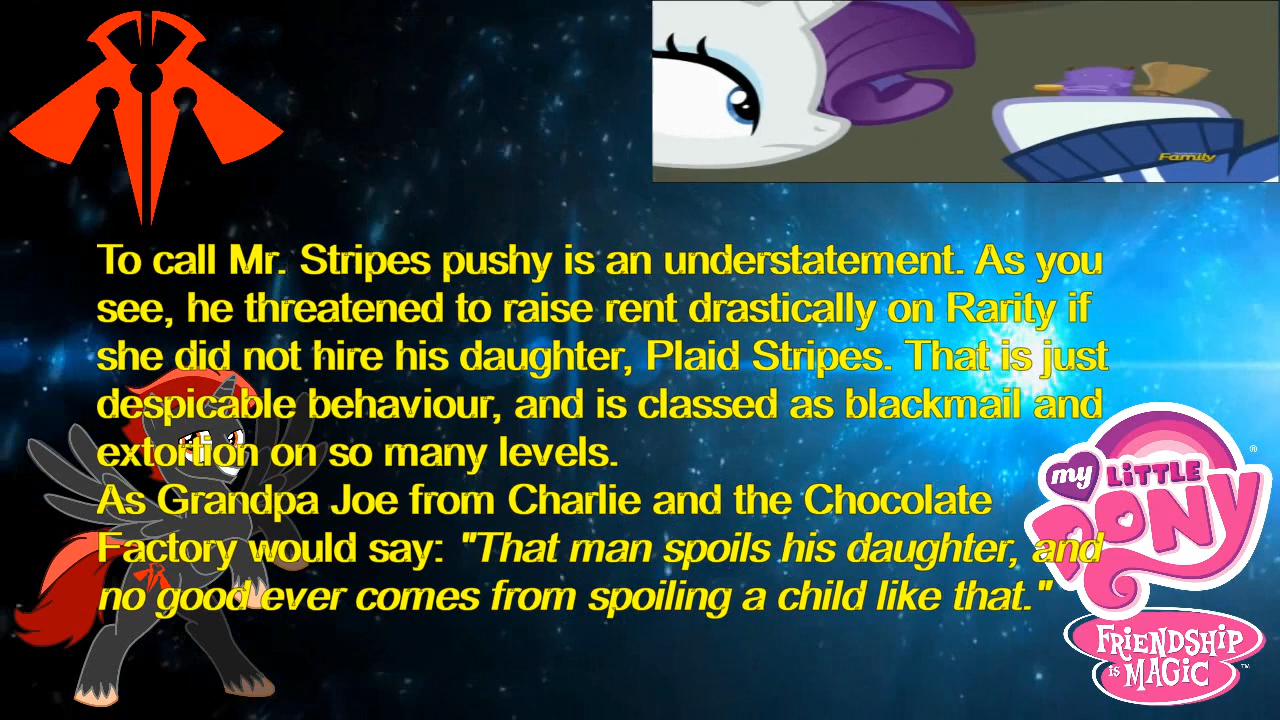 Family
To call Mr. Stripes pushy is an understatement. As you
see, he threatened to raise rent drastically on Rarity if
she did not hire his daughter, Plaid Stripes. That is just
despicable behaviour, and is classed as blackmail and
extortion on so many levels.
As Grandpa Joe from Charlie and the Chocolate
Factory would say: "That man spoils his daughter, and
no good ever comes from spoiling a child like that."
my LiTTLE ®
PONY
FRiENDSHiP
iS MAGiC ™